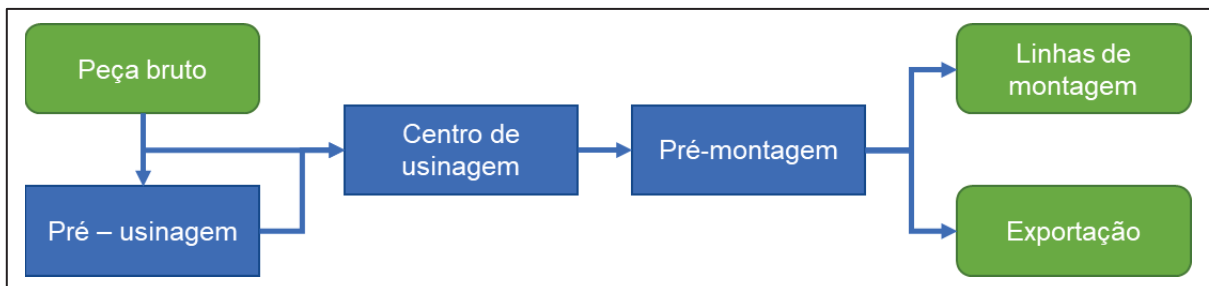 Peça bruto
Pré – usinagem
Centro de
usinagem
Pré-montagem
Linhas de
montagem
Exportação